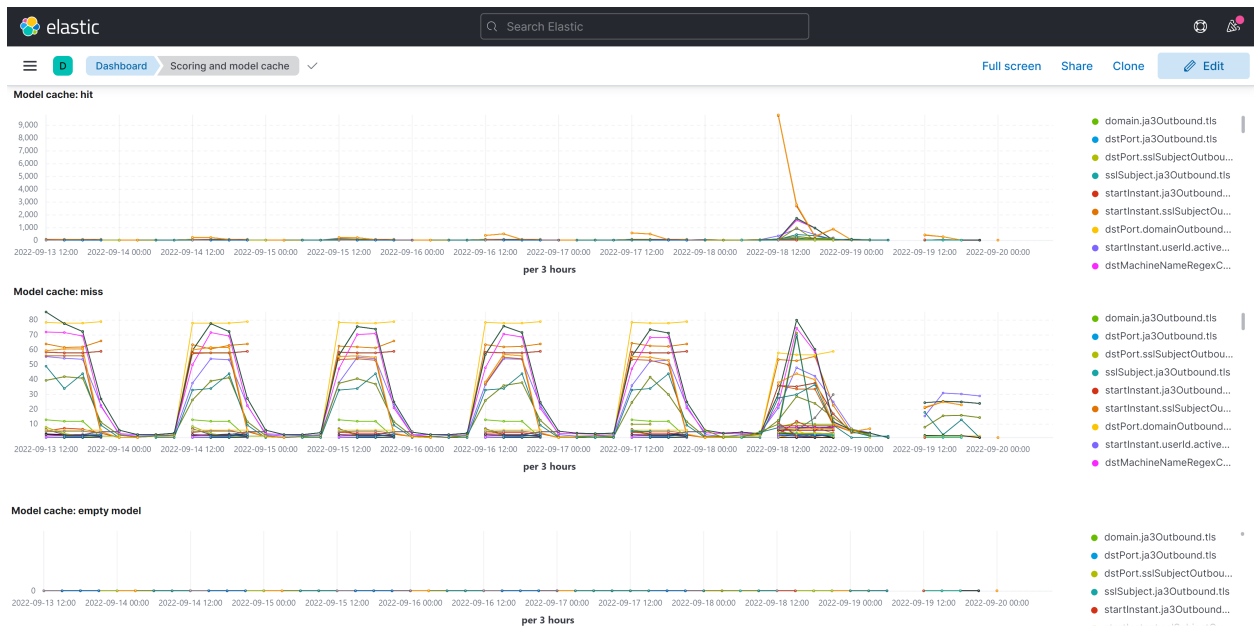 elastic
Search Elastic
D
Dashboard
Scoring and model cache
Full screen
Share
Clone
Edit
Model cache: hit
9,000
8,000
7,000
6,000
5,000
4,000
3,000
2,000
1,000
0
2022-09-13 12:00 2022-09-14 00:00 2022-09-14 12:00 2022-09-15 00:00 2022-09-15 12:00 2022-09-16 00:00 2022-09-16 12:00 2022-09-17 00:00 2022-09-17 12:00 2022-09-18 00:00 2022-09-18 12:00 2022-09-19 00:00 2022-09-19 12:00 2022-09-20 00:00
per 3 hours
domain.ja3Outbound.tls
dstPort.ja3Outbound.tls
dstPort.sslSubjectOutbou...
sslSubject.ja3Outbound.tls
startInstant.ja3Outbound...
startInstant.sslSubjectOu...
dstPort.domainOutbound...
startInstant.userId.active...
dstMachineNameRegexC...
Model cache: miss
80
70
60
50
40
30
20
10
2022-09-13 12:00 2022-09-14 00:00 2022-09-14 12:00 2022-09-15 00:00 2022-09-15 12:00 2022-09-16 00:00 2022-09-16 12:00 2022-09-17 00:00 2022-09-17 12:00 2022-09-18 00:00 2022-09-18 12:00 2022-09-19 00:00 2022-09-19 12:00 2022-09-20 00:00
per 3 hours
domain.ja3Outbound.tls
dstPort.ja3Outbound.tls
dstPort.sslSubjectOutbou...
sslSubject.ja3Outbound.tls
startInstant.ja3Outbound...
startInstant.sslSubjectOu...
dstPort.domainOutbound...
startInstant.userId.active...
dstMachineNameRegexC...
Model cache: empty model
0
2022-09-13 12:00 2022-09-14 00:00 2022-09-14 12:00 2022-09-15 00:00 2022-09-15 12:00 2022-09-16 00:00 2022-09-16 12:00 2022-09-17 00:00 2022-09-17 12:00 2022-09-18 00:00 2022-09-18 12:00 2022-09-19 00:00 2022-09-19 12:00 2022-09-20 00:00
per 3 hours
domain.ja3Outbound.tls
dstPort.ja3Outbound.tls
dstPort.sslSubjectOutbou...
sslSubject.ja3Outbound.tls
startInstant.ja3Outbound...